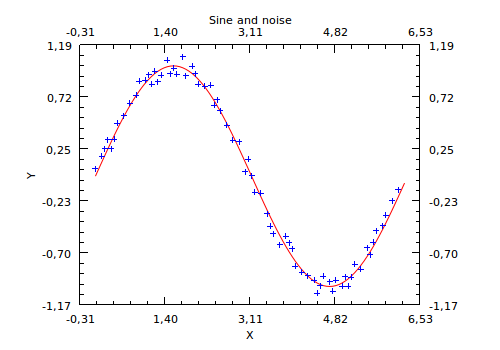 Sine and noise
-0,31 1,40 3,11 4,82 6,53
1,19 1,19
0,72 0,72
0,25 0,25
Y
-0,23 -0,23
-0,70 -0,70
-1,17 -1,17
-0,31 1,40 3,11 4,82 6,53
X